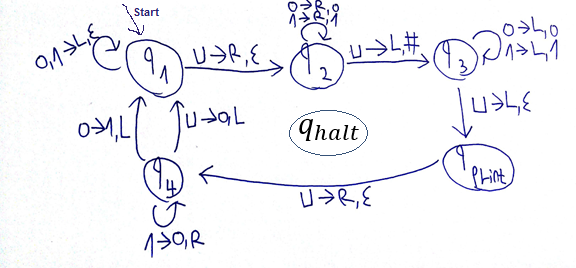 Start
0→R,0
1→R,1
0→L,0
1→L,1
0,1→L,ε
q1
⊔→R,ε
q2
⊔→L,#
q3
⊔→L,ε
0→1,L
⊔→0,L
qhalt
q4
qprint
⊔→R,ε
1→0,R